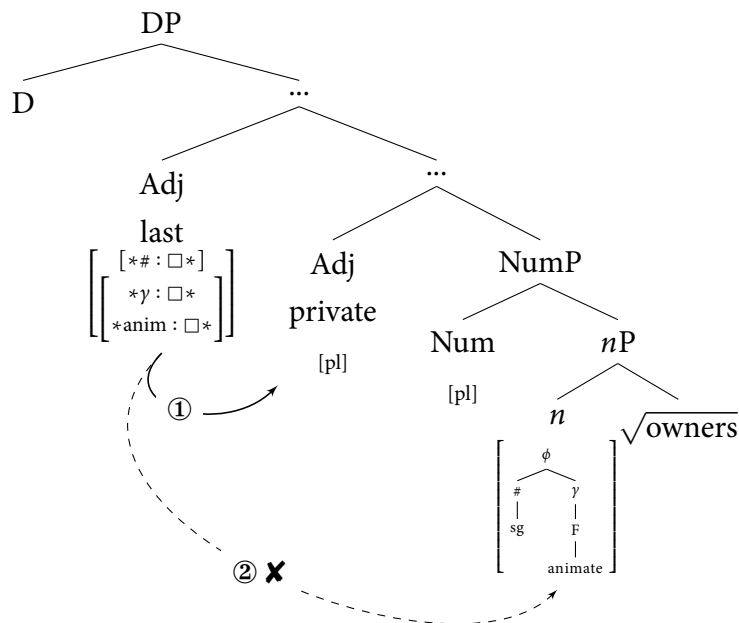 DP
D ...
Adj ...
last
[∗# : □∗]
∗γ : □∗
∗anim : □∗
Adj NumP
private
[pl]
Num nP
[pl]
① n √owners
ϕ
# γ
sg F
animate
② ✘